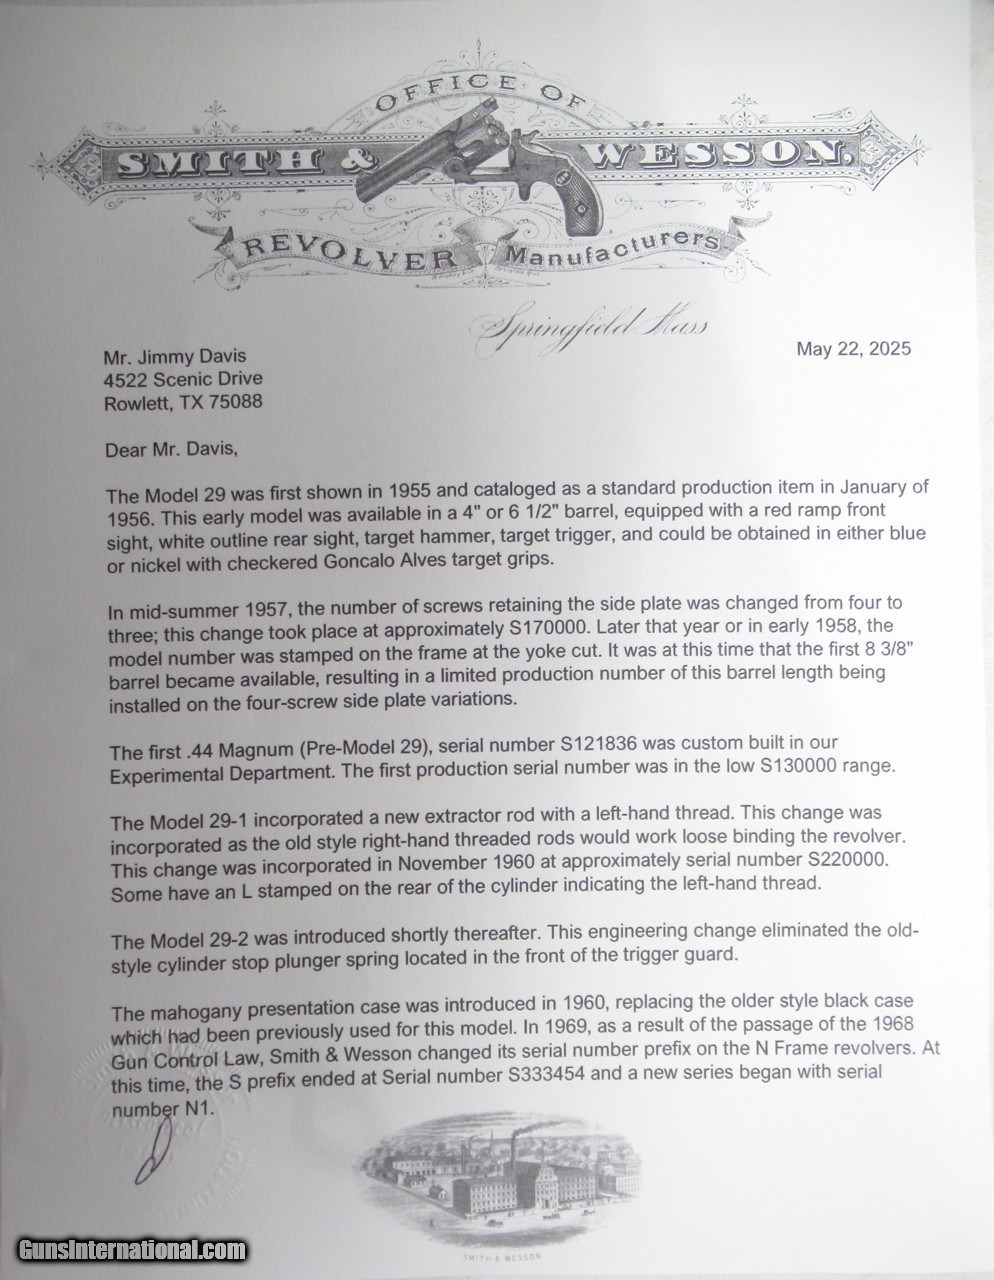 OFFICE OF
SMITH & WESSON.
REVOLVER Manufacturers
Springfield Mass
May 22, 2025
Mr. Jimmy Davis
4522 Scenic Drive
Rowlett, TX 75088
Dear Mr. Davis,
The Model 29 was first shown in 1955 and cataloged as a standard production item in January of
1956. This early model was available in a 4" or 6 1/2" barrel, equipped with a red ramp front
sight, white outline rear sight, target hammer, target trigger, and could be obtained in either blue
or nickel with checkered Goncalo Alves target grips.
In mid-summer 1957, the number of screws retaining the side plate was changed from four to
three; this change took place at approximately S170000. Later that year or in early 1958, the
model number was stamped on the frame at the yoke cut. It was at this time that the first 8 3/8"
barrel became available, resulting in a limited production number of this barrel length being
installed on the four-screw side plate variations.
The first .44 Magnum (Pre-Model 29), serial number S121836 was custom built in our
Experimental Department. The first production serial number was in the low S130000 range.
The Model 29-1 incorporated a new extractor rod with a left-hand thread. This change was
incorporated as the old style right-hand threaded rods would work loose binding the revolver.
This change was incorporated in November 1960 at approximately serial number S220000.
Some have an L stamped on the rear of the cylinder indicating the left-hand thread.
The Model 29-2 was introduced shortly thereafter. This engineering change eliminated the old-
style cylinder stop plunger spring located in the front of the trigger guard.
The mahogany presentation case was introduced in 1960, replacing the older style black case
which had been previously used for this model. In 1969, as a result of the passage of the 1968
Gun Control Law, Smith & Wesson changed its serial number prefix on the N Frame revolvers. At
this time, the S prefix ended at Serial number S333454 and a new series began with serial
number N1.
SMITH & WESSON
GunsInternational.com